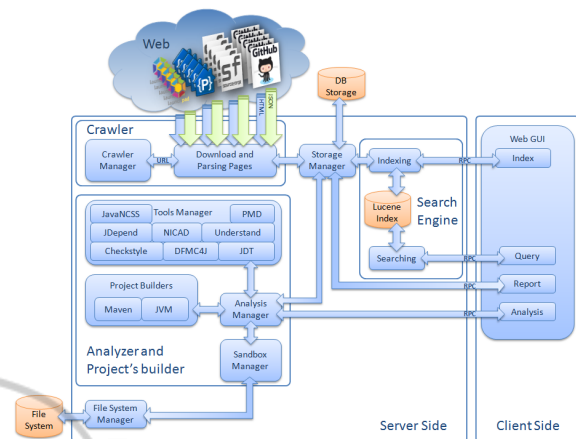 Web
GitHub
GitHub
sf
{P}
HTML
JSON
DB
Storage
Crawler
Crawler
Manager
URL
Download and
Parsing Pages
Storage
Manager
Indexing
RPC
Web GUI
Index
Lucene
Index
Search
Engine
Searching
RPC
Query
RPC
Report
RPC
Analysis
JavaNCSS
Tools Manager
PMD
JDepend
NICAD
Understand
Checkstyle
DFMC4J
JDT
Project Builders
Maven
JVM
Analysis
Manager
Analyzer and
Project's builder
Sandbox
Manager
File
System
File System
Manager
Server Side
Client Side